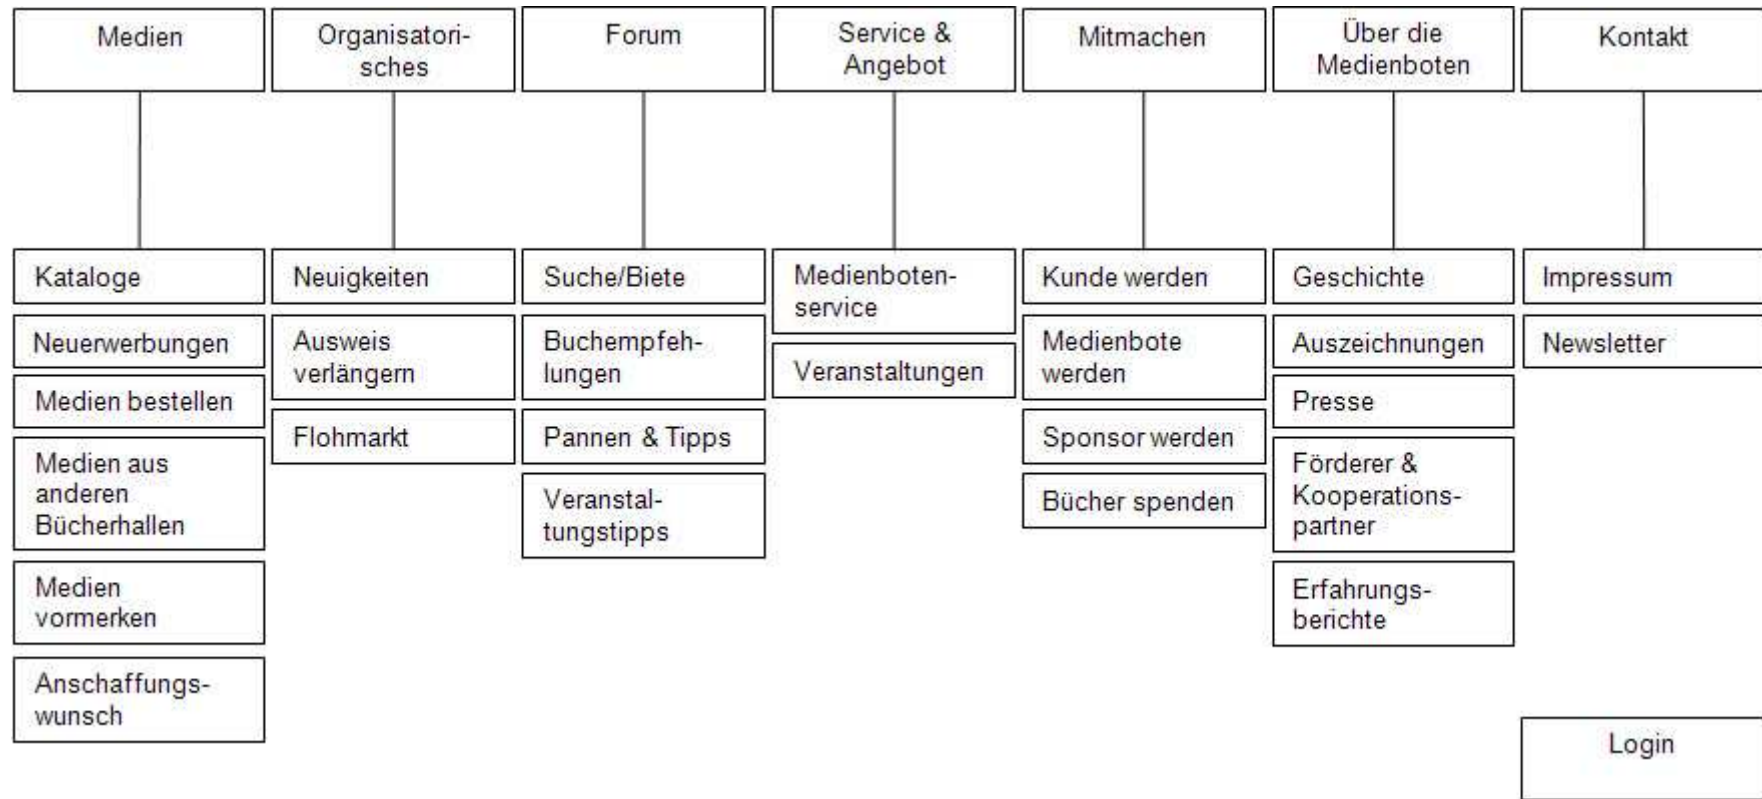 Medien
Organisatori-
sches
Forum
Service &
Angebot
Mitmachen
Über die
Medienboten
Kontakt
Kataloge
Neuerwerbungen
Medien bestellen
Medien aus
anderen
Bücherhallen
Medien
vormerken
Anschaffungs-
wunsch
Neuigkeiten
Ausweis
verlängern
Flohmarkt
Suche/Biete
Buchempfeh-
lungen
Pannen & Tipps
Veranstal-
tungstipps
Medienboten-
service
Veranstaltungen
Kunde werden
Medienbote
werden
Sponsor werden
Bücher spenden
Geschichte
Auszeichnungen
Presse
Förderer &
Kooperations-
partner
Erfahrungs-
berichte
Impressum
Newsletter
Login